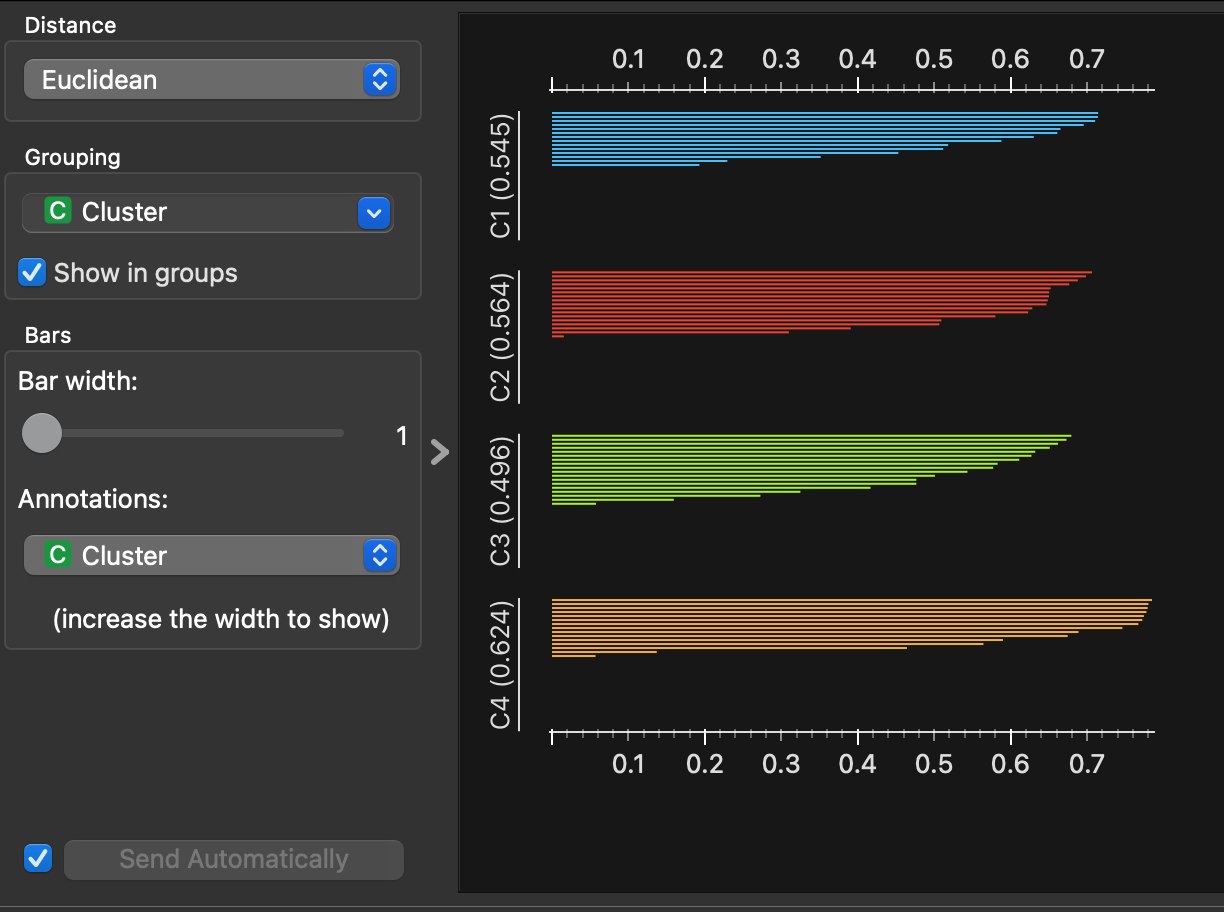 Distance
Euclidean
Grouping
C Cluster
Show in groups
Bars
Bar width:
1
Annotations:
C Cluster
(increase the width to show)
Send Automatically
0.1 0.2 0.3 0.4 0.5 0.6 0.7
C1 (0.545)
C2 (0.564)
C3 (0.496)
C4 (0.624)
0.1 0.2 0.3 0.4 0.5 0.6 0.7